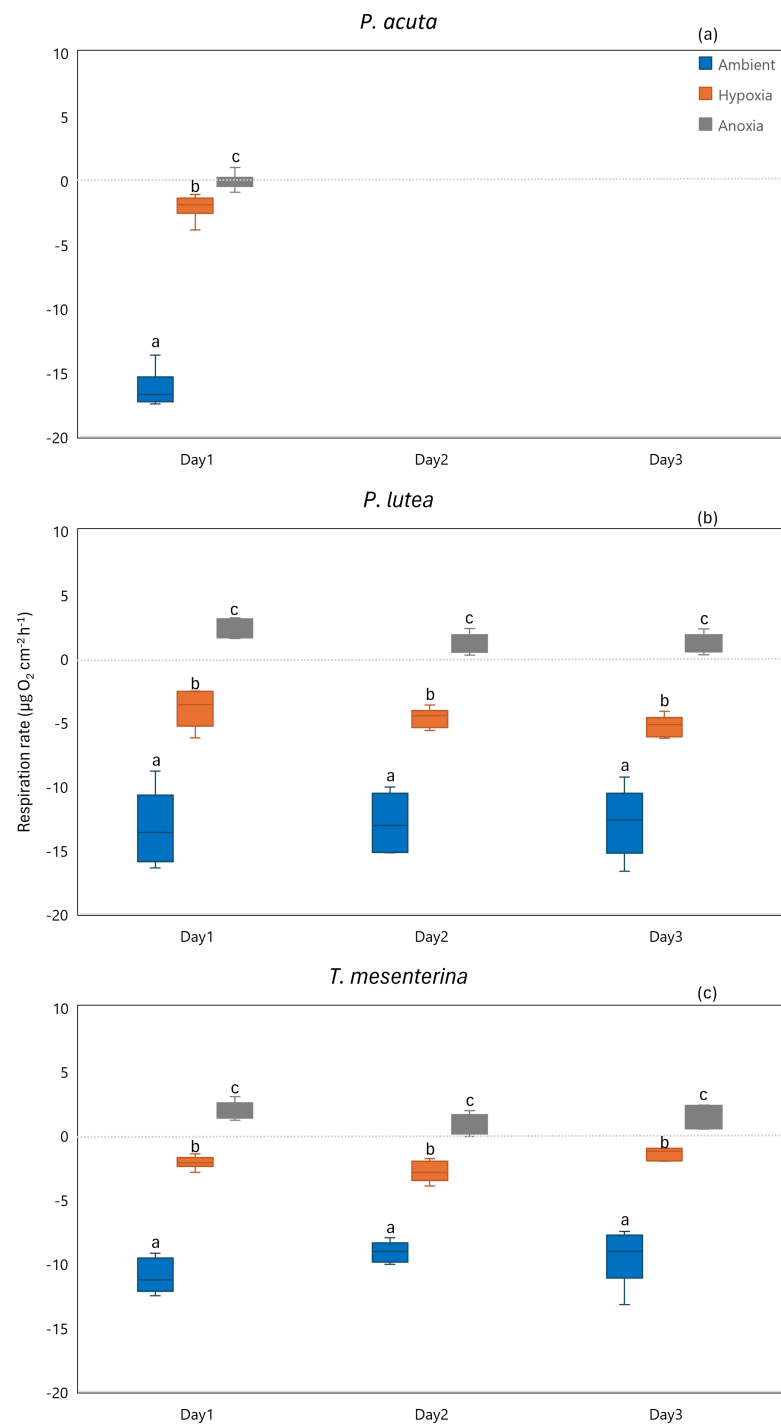 P. acuta
(a)
Ambient
Hypoxia
Anoxia
10
5
0
-5
-10
-15
-20
a
b
c
Day1
Day2
Day3
P. lutea
(b)
Respiration rate (µg O₂ cm⁻² h⁻¹)
10
5
0
-5
-10
-15
-20
a
b
c
a
b
c
a
b
c
Day1
Day2
Day3
T. mesenterina
(c)
10
5
0
-5
-10
-15
-20
a
b
c
a
b
c
a
b
c
Day1
Day2
Day3